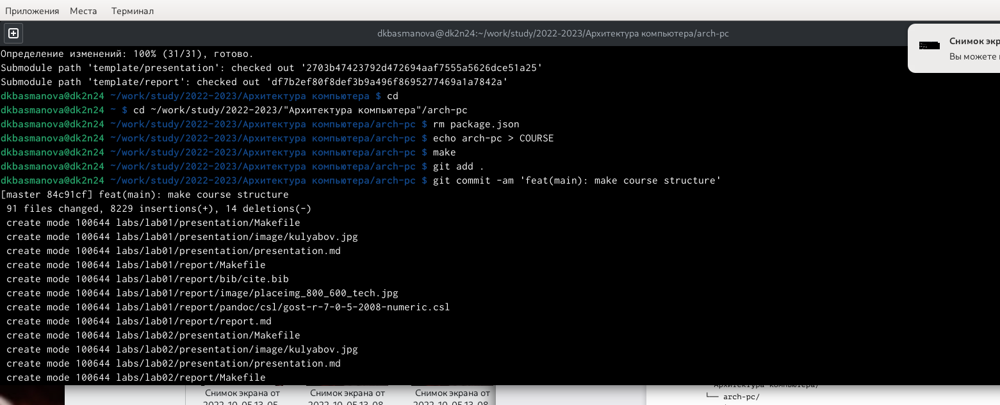 Приложения Места Терминал
dkbasmanova@dk2n24:~/work/study/2022-2023/Архитектура компьютера/arch-pc
Снимок экр
Вы можете
Определение изменений: 100% (31/31), готово.
Submodule path 'template/presentation': checked out '2703b47423792d472694aaf7555a5626dce51a25'
Submodule path 'template/report': checked out 'df7b2ef80f8def3b9a496f8695277469a1a7842a'
dkbasmanova@dk2n24 ~/work/study/2022-2023/Архитектура компьютера $ cd
dkbasmanova@dk2n24 ~ $ cd ~/work/study/2022-2023/"Архитектура компьютера"/arch-pc
dkbasmanova@dk2n24 ~/work/study/2022-2023/Архитектура компьютера/arch-pc $ rm package.json
dkbasmanova@dk2n24 ~/work/study/2022-2023/Архитектура компьютера/arch-pc $ echo arch-pc > COURSE
dkbasmanova@dk2n24 ~/work/study/2022-2023/Архитектура компьютера/arch-pc $ make
dkbasmanova@dk2n24 ~/work/study/2022-2023/Архитектура компьютера/arch-pc $ git add .
dkbasmanova@dk2n24 ~/work/study/2022-2023/Архитектура компьютера/arch-pc $ git commit -am 'feat(main): make course structure'
[master 84c91cf] feat(main): make course structure
 91 files changed, 8229 insertions(+), 14 deletions(-)
 create mode 100644 labs/lab01/presentation/Makefile
 create mode 100644 labs/lab01/presentation/image/kulyabov.jpg
 create mode 100644 labs/lab01/presentation/presentation.md
 create mode 100644 labs/lab01/report/Makefile
 create mode 100644 labs/lab01/report/bib/cite.bib
 create mode 100644 labs/lab01/report/image/placeimg_800_600_tech.jpg
 create mode 100644 labs/lab01/report/pandoc/csl/gost-r-7-0-5-2008-numeric.csl
 create mode 100644 labs/lab01/report/report.md
 create mode 100644 labs/lab02/presentation/Makefile
 create mode 100644 labs/lab02/presentation/image/kulyabov.jpg
 create mode 100644 labs/lab02/presentation/presentation.md
 create mode 100644 labs/lab02/report/Makefile
Архитектура компьютера/
Снимок экрана от Снимок экрана от Снимок экрана от
└── arch-pc/
2022-10-05 13-05 2022-10-05 13-08 2022-10-05 13-08